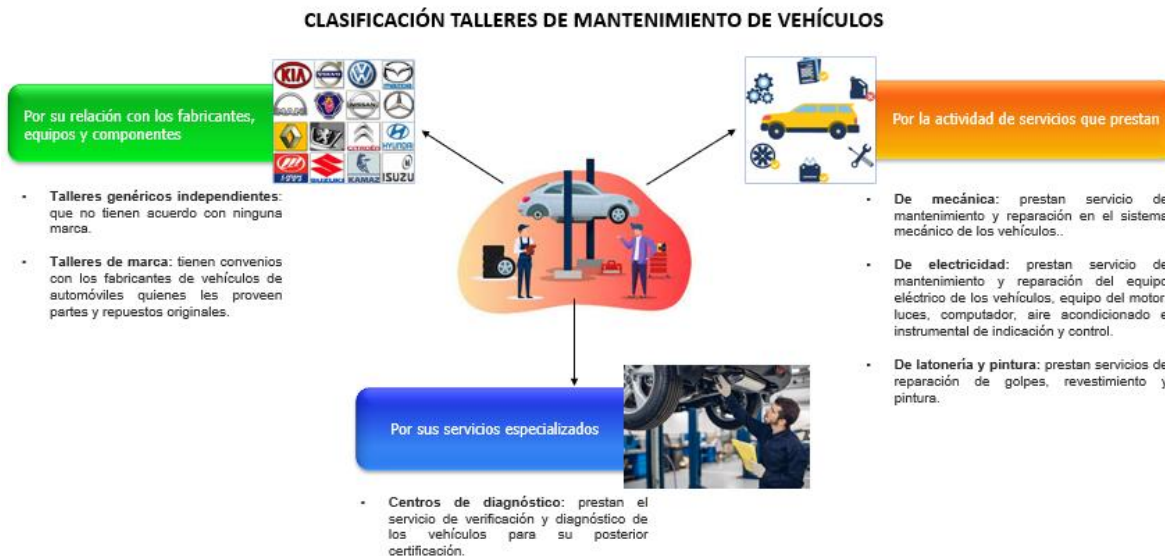 CLASIFICACIÓN TALLERES DE MANTENIMIENTO DE VEHÍCULOS
Por su relación con los fabricantes,
equipos y componentes
KIA
VOLVO
mazda
MAN
NISSAN
CITROËN
HYUNDAI
SUZUKI
KAMAZ
ISUZU
Por la actividad de servicios que prestan
• Talleres genéricos independientes:
que no tienen acuerdo con ninguna
marca.
• Talleres de marca: tienen convenios
con los fabricantes de vehículos de
automóviles quienes les proveen
partes y repuestos originales.
• De mecánica: prestan servicio de
mantenimiento y reparación en el sistema
mecánico de los vehículos..
• De electricidad: prestan servicio de
mantenimiento y reparación del equipo
eléctrico de los vehículos, equipo del motor
luces, computador, aire acondicionado e
instrumental de indicación y control.
• De latonería y pintura: prestan servicios de
reparación de golpes, revestimiento y
pintura.
Por sus servicios especializados
• Centros de diagnóstico: prestan el
servicio de verificación y diagnóstico de
los vehículos para su posterior
certificación.